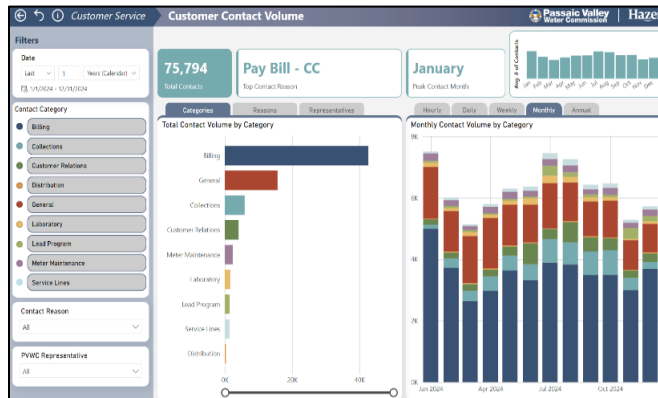 Customer Service
Customer Contact Volume
Passaic Valley
Water Commission
Haze
Filters
Date
Last
1
Years (Calendar)
1/1/2024 - 12/31/2024
Contact Category
Billing
Collections
Customer Relations
Distribution
General
Laboratory
Lead Program
Meter Maintenance
Service Lines
Contact Reason
All
PVWC Representative
All
75,794
Total Contacts
Pay Bill - CC
Top Contact Reason
January
Peak Contact Month
Avg # of Contacts
Jan Feb Mar Apr May Jun Jul Aug Sep Oct Nov Dec
Categories
Reasons
Representatives
Total Contact Volume by Category
Billing
General
Collections
Customer Relations
Meter Maintenance
Laboratory
Lead Program
Service Lines
Distribution
0K 20K 40K
Hourly
Daily
Weekly
Monthly
Annual
Monthly Contact Volume by Category
8K
6K
4K
2K
0K
Jan 2024 Apr 2024 Jul 2024 Oct 2024